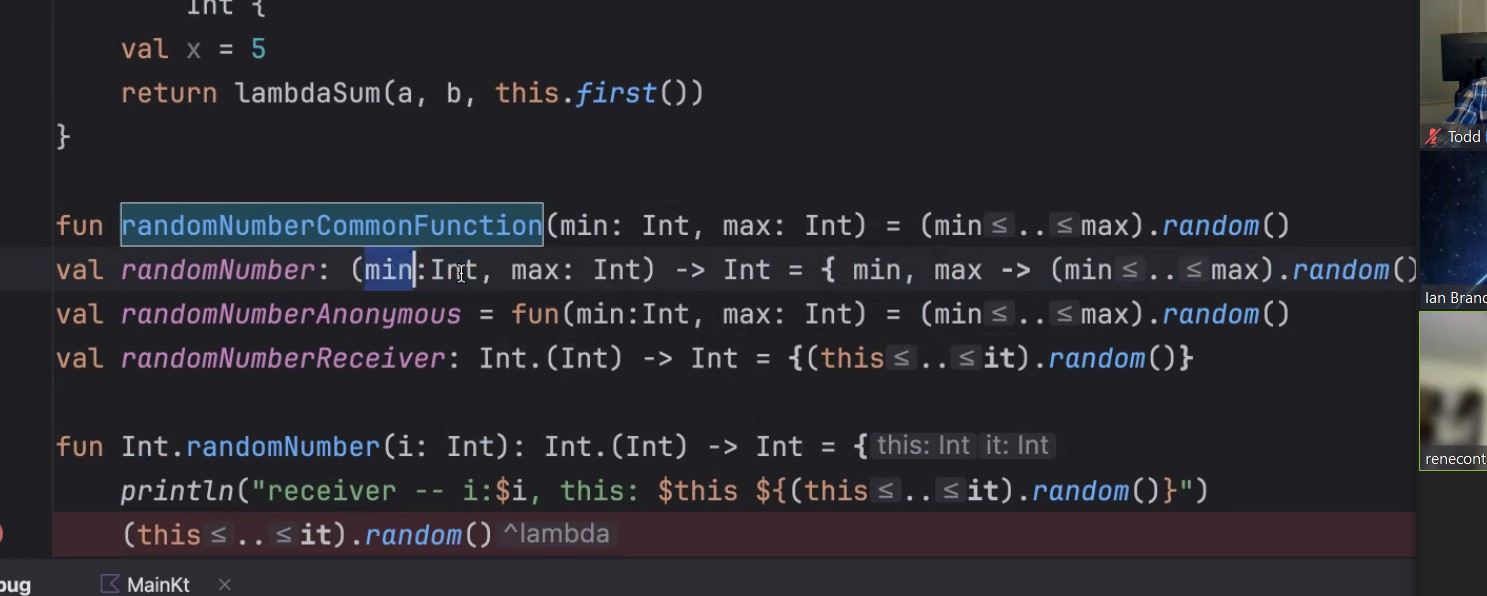 Int {
val x = 5
return lambdaSum(a, b, this.first())
}
fun randomNumberCommonFunction(min: Int, max: Int) = (min≤..≤max).random()
val randomNumber: (min:Int, max: Int) -> Int = { min, max -> (min≤..≤max).random()
val randomNumberAnonymous = fun(min:Int, max: Int) = (min≤..≤max).random()
val randomNumberReceiver: Int.(Int) -> Int = {(this≤..≤it).random()}
fun Int.randomNumber(i: Int): Int.(Int) -> Int = { this: Int it: Int
println("receiver -- i:$i, this: $this ${(this≤..≤it).random()}")
(this≤..≤it).random() ^lambda
bug
MainKt ×
Todd
Ian Branc
renecont